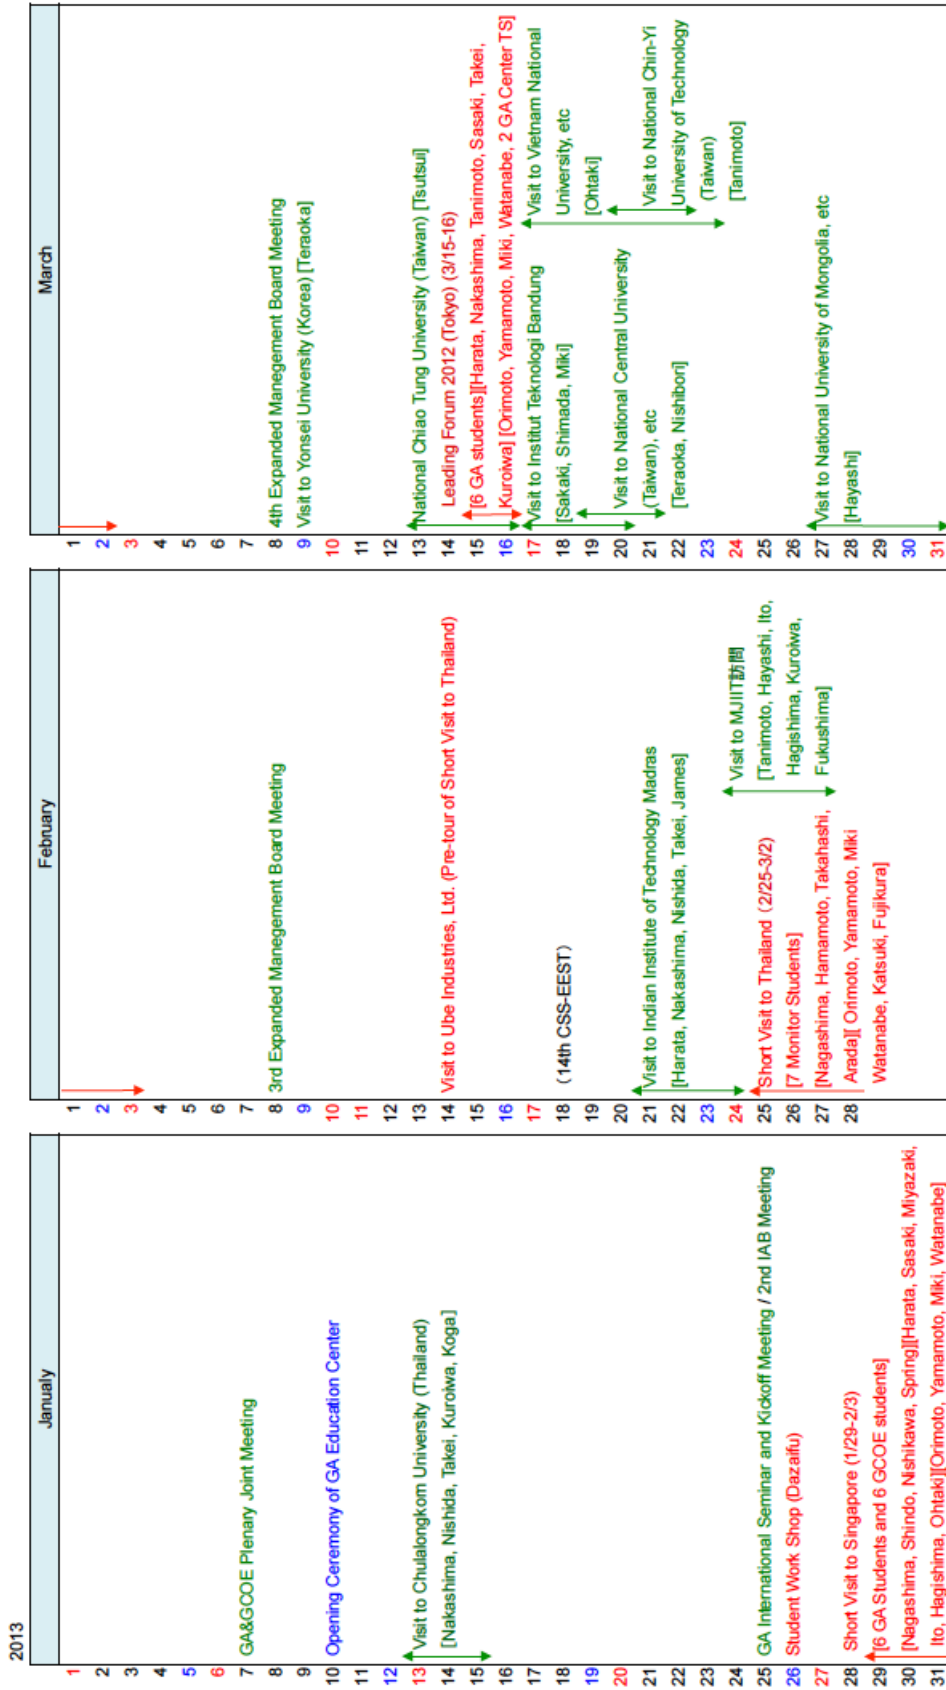 2013
Janualy
1
2
3
4
5
6
7 GA&GCOE Plenary Joint Meeting
8
9
10 Opening Ceremony of GA Education Center
11
12
13 Visit to Chulalongkom University (Thailand)
14 [Nakashima, Nishida, Takei, Kuroiwa, Koga]
15
16
17
18
19
20
21
22
23
24
25 GA International Seminar and Kickoff Meeting / 2nd IAB Meeting
26 Student Work Shop (Dazaifu)
27
28 Short Visit to Singapore (1/29-2/3)
29 [6 GA Students and 6 GCOE students]
30 [Nagashima, Shindo, Nishikawa, Spring][Harata, Sasaki, Miyazaki,
31 Ito, Hagishima, Ohtaki][Orimoto, Yamamoto, Miki, Watanabe]
February
1
2
3
4
5
6
7
8 3rd Expanded Manegement Board Meeting
9
10
11
12
13
14 Visit to Ube Industries, Ltd. (Pre-tour of Short Visit to Thailand)
15
16
17
18 (14th CSS-EEST)
19
20
21 Visit to Indian Institute of Technology Madras
22 [Harata, Nakashima, Nishida, Takei, James]
23
24 Visit to MJIIT訪問
25 Short Visit to Thailand (2/25-3/2) [Tanimoto, Hayashi, Ito,
26 [7 Monitor Students] Hagishima, Kuroiwa,
27 [Nagashima, Hamamoto, Takahashi, Fukushima]
28 Arada][ Orimoto, Yamamoto, Miki
Watanabe, Katsuki, Fujikura]
March
1
2
3
4
5
6
7
8 4th Expanded Manegement Board Meeting
9 Visit to Yonsei University (Korea) [Teraoka]
10
11
12
13 National Chiao Tung University (Taiwan) [Tsutsui]
14 Leading Forum 2012 (Tokyo) (3/15-16)
15 [6 GA students][Harata, Nakashima, Tanimoto, Sasaki, Takei,
16 Kuroiwa] [Orimoto, Yamamoto, Miki, Watanabe, 2 GA Center TS]
17 Visit to Institut Teknologi Bandung Visit to Vietnam National
18 [Sakaki, Shimada, Miki] University, etc
19 [Ohtaki]
20 Visit to National Central University
21 (Taiwan), etc Visit to National Chin-Yi
22 [Teraoka, Nishibori] University of Technology
23 (Taiwan)
24 [Tanimoto]
25
26
27 Visit to National University of Mongolia, etc
28 [Hayashi]
29
30
31